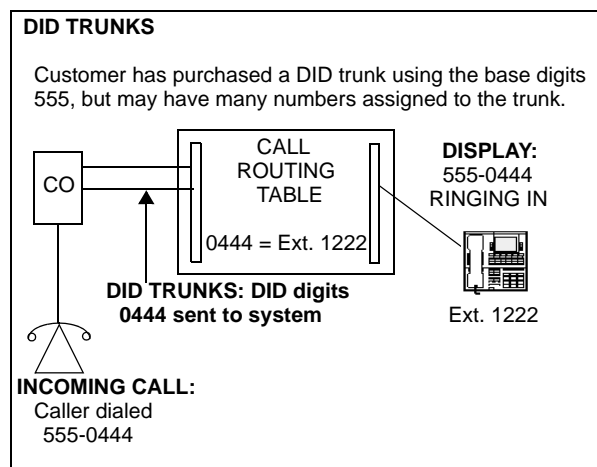 DID TRUNKS
Customer has purchased a DID trunk using the base digits
555, but may have many numbers assigned to the trunk.
CO
CALL
ROUTING
TABLE
0444 = Ext. 1222
DISPLAY:
555-0444
RINGING IN
Ext. 1222
DID TRUNKS: DID digits
0444 sent to system
INCOMING CALL:
Caller dialed
555-0444